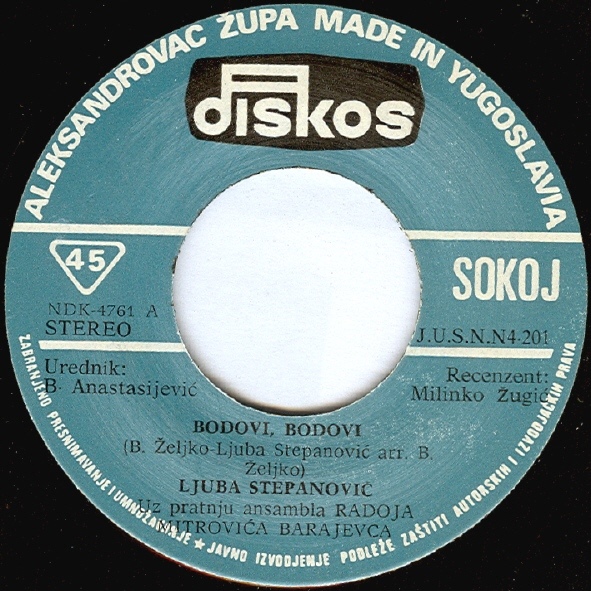 ALEKSANDROVAC ŽUPA MADE IN YUGOSLAVIA
diskos
45
SOKOJ
NDK-4761 A
STEREO
J.U.S.N.N4-201
Urednik:
B. Anastasijević
Recenzent:
Milinko Žugić
BODOVI, BODOVI
(B. Željko-Ljuba Stepanović arr. B.
Željko)
LJUBA STEPANOVIĆ
Uz pratnju ansambla RADOJA
MITROVIĆA BARAJEVCA
ZABRANJENO PRESNIMAVANJE I UMNOŽAVANJE ★ JAVNO IZVODJENJE PODLEŽE ZAŠTITI AUTORSKIH I IZVODJAČKIH PRAVA